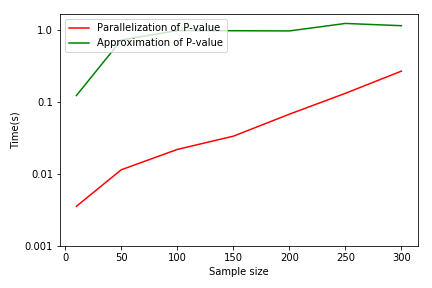 Parallelization of P-value
Approximation of P-value
Time(s)
1.0
0.1
0.01
0.001
0 50 100 150 200 250 300
Sample size